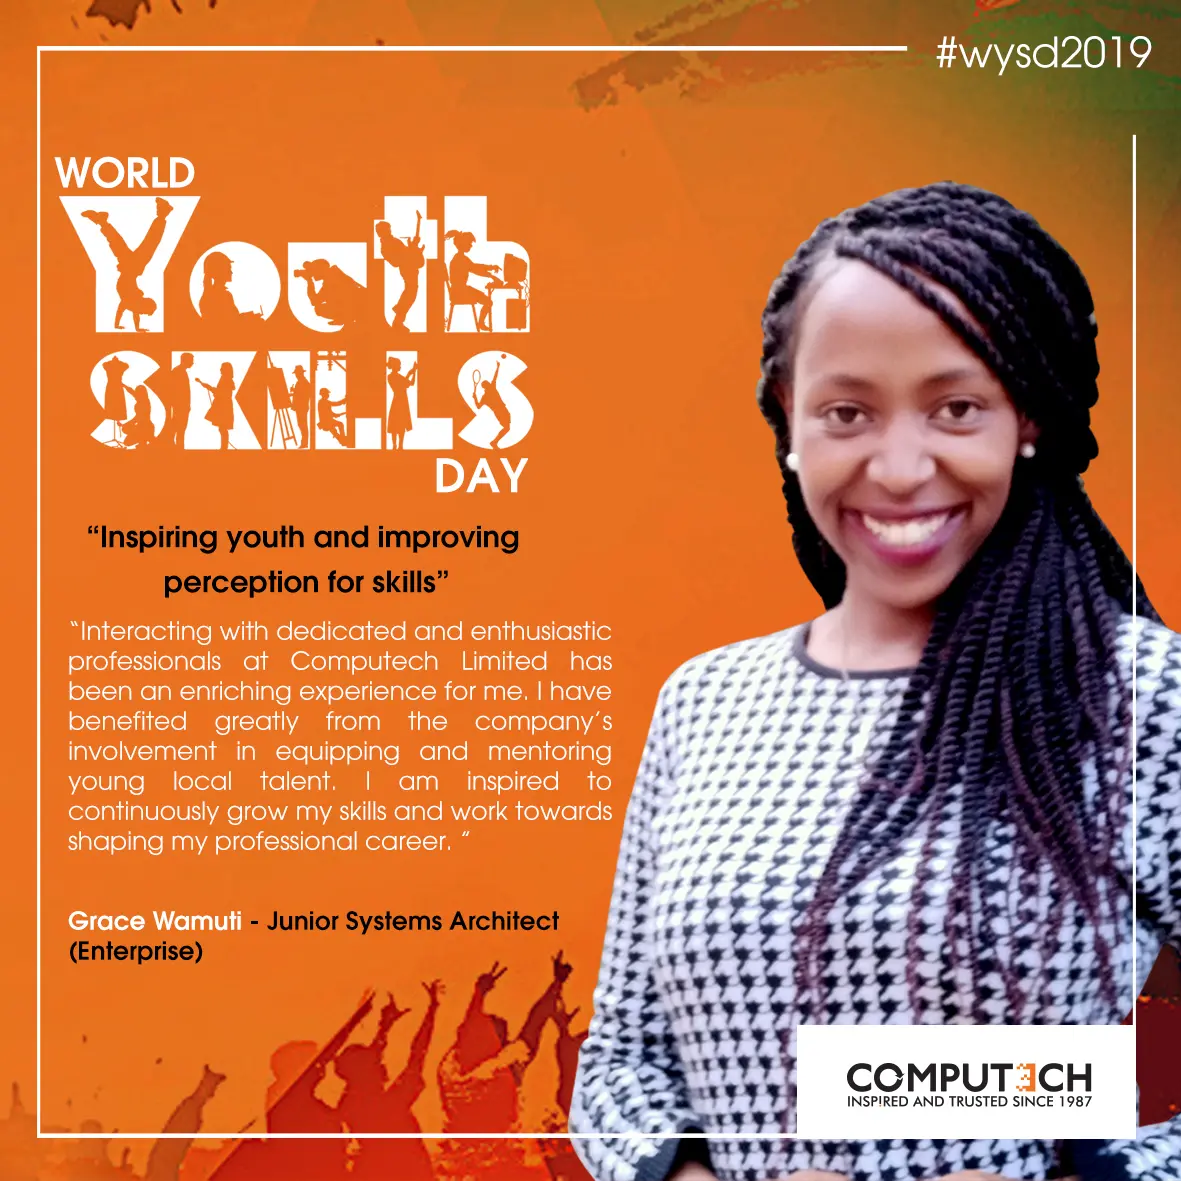 #wysd2019
WORLD
Youth
SKILLS
DAY
“Inspiring youth and improving
perception for skills”
“Interacting with dedicated and enthusiastic
professionals at Computech Limited has
been an enriching experience for me. I have
benefited greatly from the company’s
involvement in equipping and mentoring
young local talent. I am inspired to
continuously grow my skills and work towards
shaping my professional career. “
Grace Wamuti - Junior Systems Architect
(Enterprise)
COMPUTECH
INSPIRED AND TRUSTED SINCE 1987